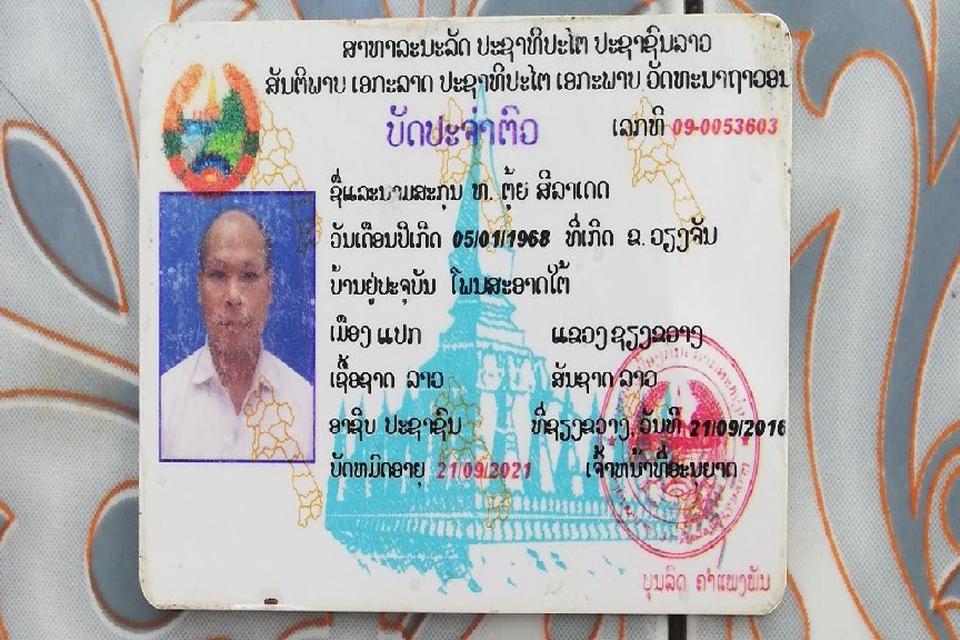 ສາທາລະນະລັດ ປະຊາທິປະໄຕ ປະຊາຊົນລາວ
ສັນຕິພາບ ເອກະລາດ ປະຊາທິປະໄຕ ເອກະພາບ ວັດທະນາຖາວອນ
ບັດປະຈຳຕົວ
ເລກທີ 09-0053603
ຊື່ແລະນາມສະກຸນ ທ. ຕຸ້ຍ ສີລາເດດ
ວັນເດືອນປີເກີດ 05/01/1968 ທີ່ເກີດ ຂ. ວຽງຈັນ
ບ້ານຢູ່ປະຈຸບັນ ໂພນສະອາດໃຕ້
ເມືອງ ແປກ ແຂວງ ຊຽງຂວາງ
ເຊື້ອຊາດ ລາວ ສັນຊາດ ລາວ
ອາຊີບ ປະຊາຊົນ ທີ່ຊຽງຂວາງ, ວັນທີ 21/09/2016
ບັດຫມົດອາຍຸ 21/09/2021 ເຈົ້າຫນ້າທີ່ອະນຸຍາດ
ບຸນລິດ ຄຳແພງພັນ